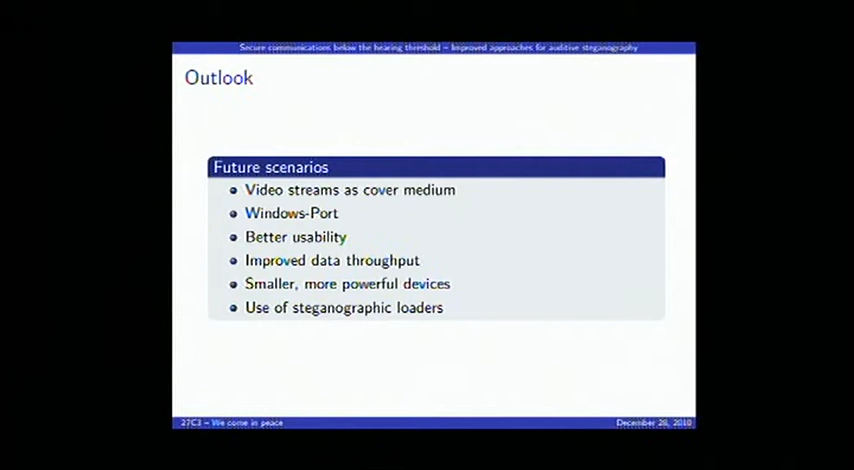 Secure communications below the hearing threshold – Improved approaches for auditive steganography
Outlook
Future scenarios
Video streams as cover medium
Windows-Port
Better usability
Improved data throughput
Smaller, more powerful devices
Use of steganographic loaders
27C3 – We come in peace
December 28, 2010